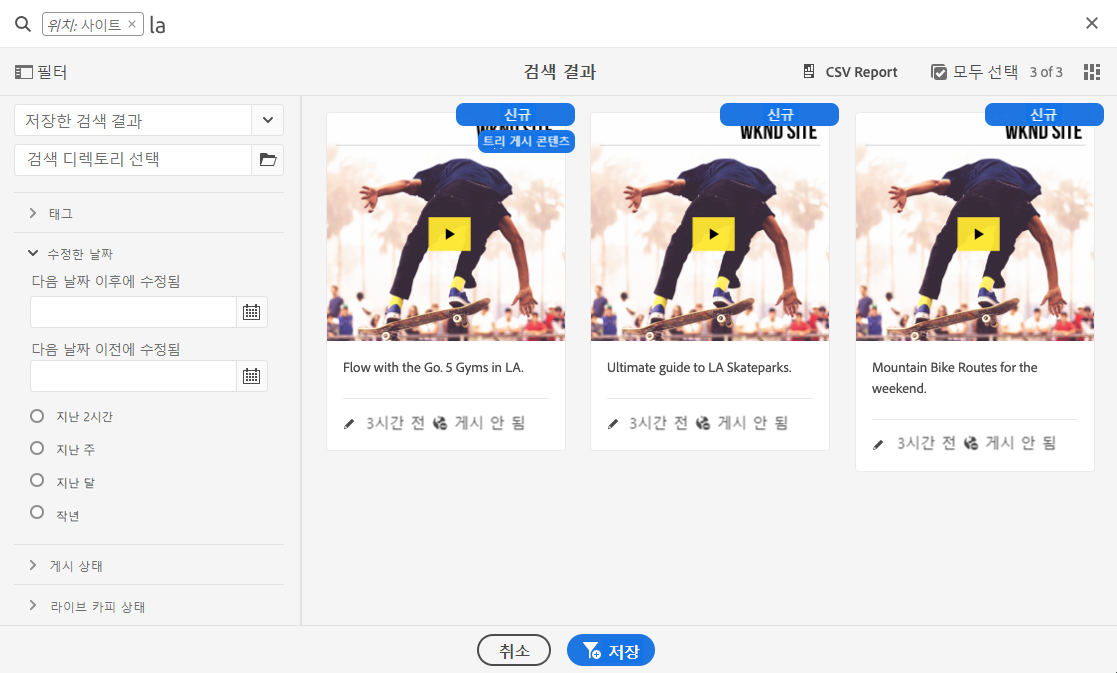 위치: 사이트 × la
필터
검색 결과
CSV Report
모두 선택 3 of 3
저장한 검색 결과
검색 디렉토리 선택
태그
수정한 날짜
다음 날짜 이후에 수정됨
다음 날짜 이전에 수정됨
지난 2시간
지난 주
지난 달
작년
게시 상태
라이브 카피 상태
신규
WKND SITE
트리 게시 콘텐츠
Flow with the Go. 5 Gyms in LA.
3시간 전 게시 안 됨
신규
WKND SITE
Ultimate guide to LA Skateparks.
3시간 전 게시 안 됨
신규
WKND SITE
Mountain Bike Routes for the
weekend.
3시간 전 게시 안 됨
취소
저장